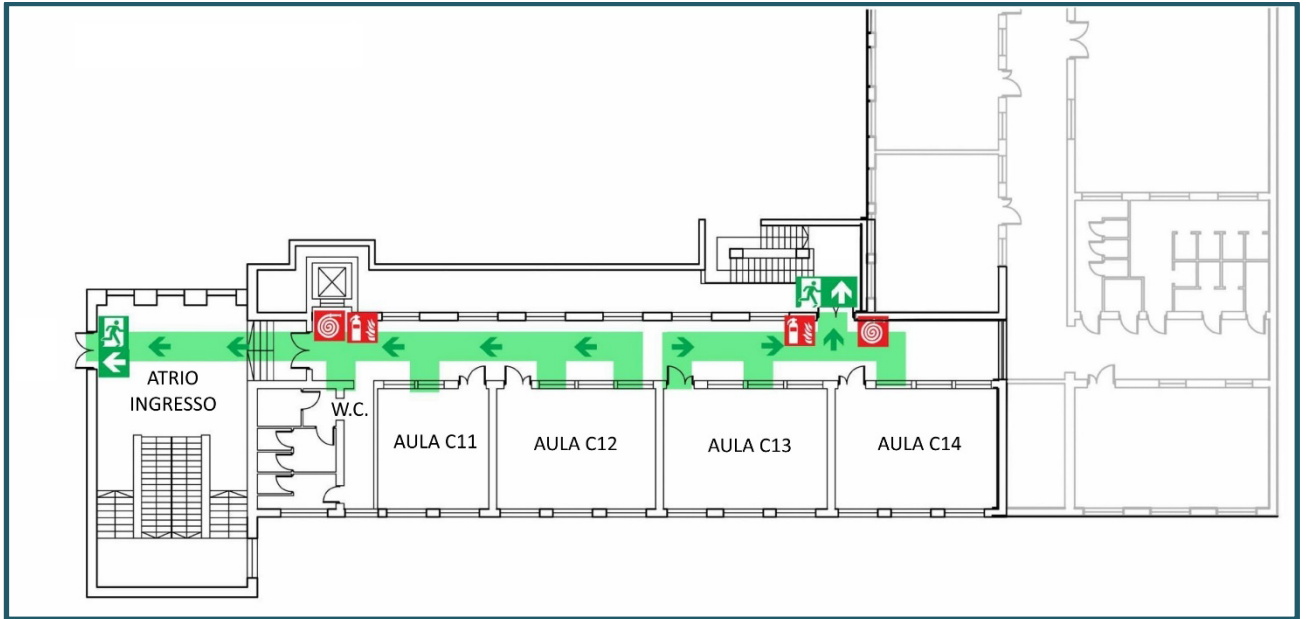 ATRIO
INGRESSO
W.C.
AULA C11
AULA C12
AULA C13
AULA C14